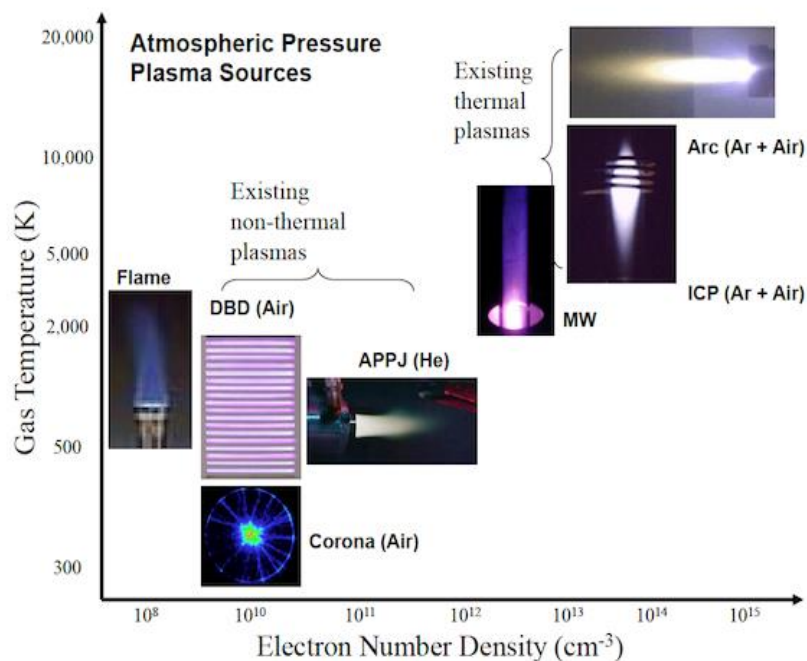 Atmospheric Pressure
Plasma Sources
Existing
thermal
plasmas
Arc (Ar + Air)
Existing
non-thermal
plasmas
Flame
DBD (Air)
ICP (Ar + Air)
MW
APPJ (He)
Corona (Air)
Gas Temperature (K)
20,000
10,000
5,000
2,000
500
300
10⁸
10¹⁰
10¹¹
10¹²
10¹³
10¹⁴
10¹⁵
Electron Number Density (cm⁻³)